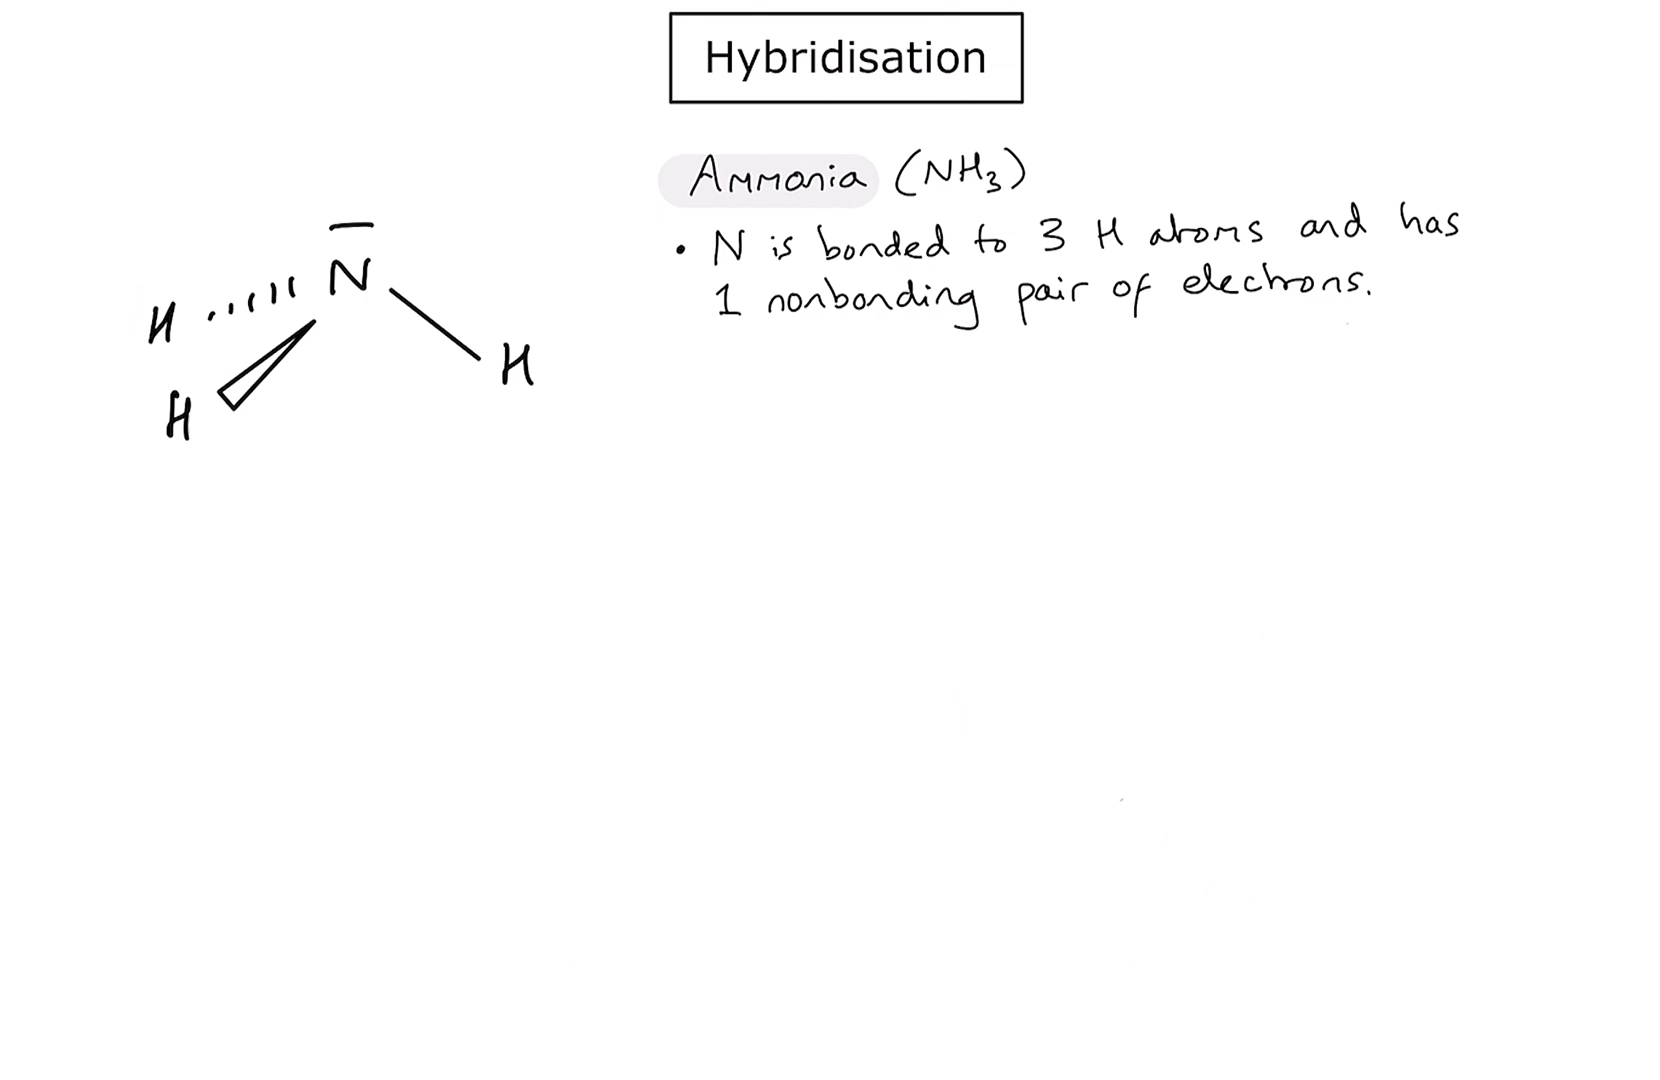 Hybridisation
Ammonia (NH₃)
• N is bonded to 3 H atoms and has
1 nonbonding pair of electrons.
N
H
H
H